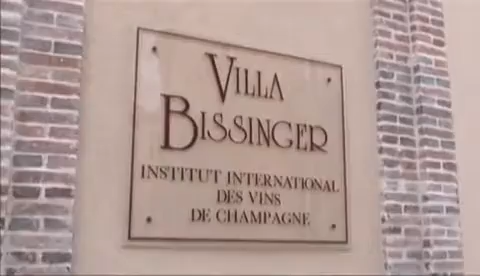 VILLA
BISSINGER
INSTITUT INTERNATIONAL
DES VINS
DE CHAMPAGNE